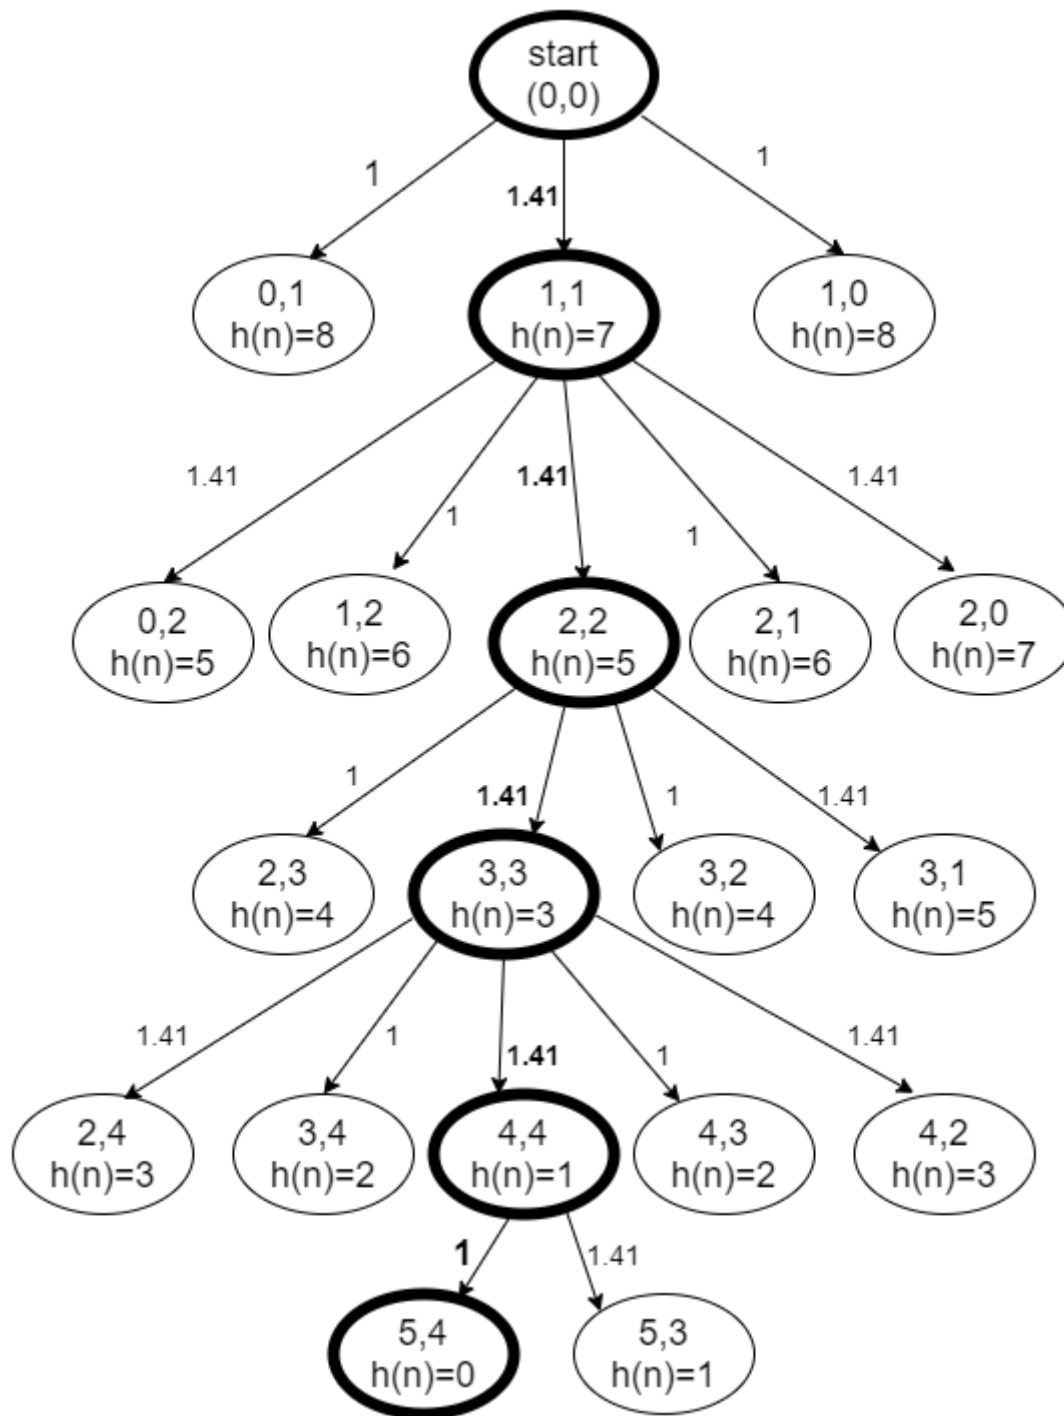 start
(0,0)
1
1.41
1
0,1
h(n)=8
1,1
h(n)=7
1,0
h(n)=8
1.41
1
1.41
1
1.41
0,2
h(n)=5
1,2
h(n)=6
2,2
h(n)=5
2,1
h(n)=6
2,0
h(n)=7
1
1.41
1
1.41
2,3
h(n)=4
3,3
h(n)=3
3,2
h(n)=4
3,1
h(n)=5
1.41
1
1.41
1
1.41
2,4
h(n)=3
3,4
h(n)=2
4,4
h(n)=1
4,3
h(n)=2
4,2
h(n)=3
1
1.41
5,4
h(n)=0
5,3
h(n)=1